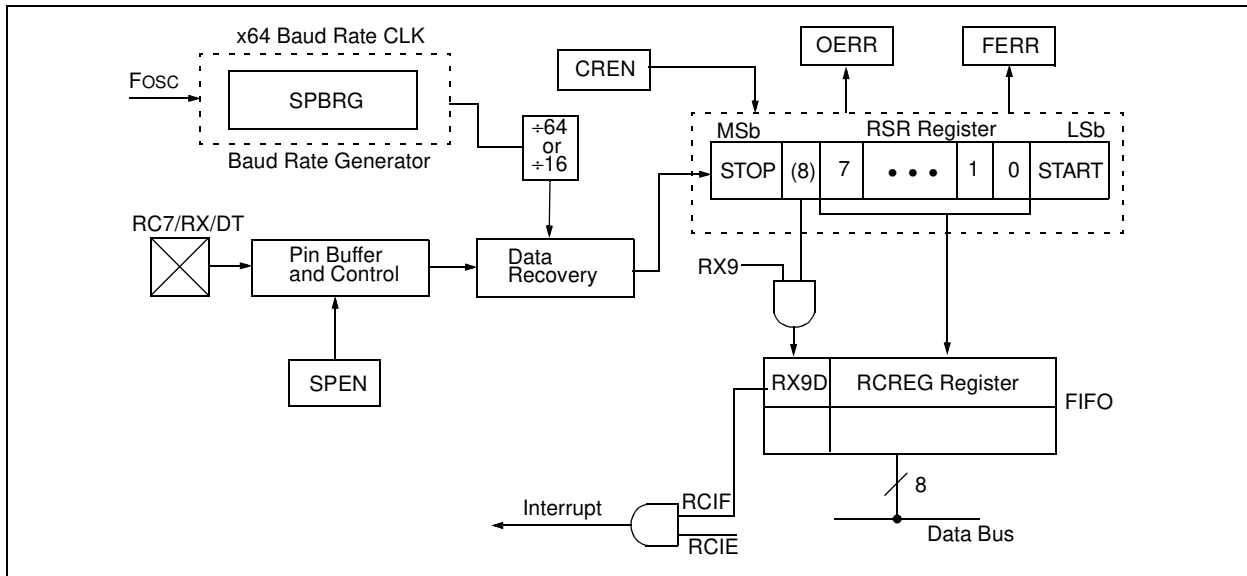 x64 Baud Rate CLK
FOSC
SPBRG
Baud Rate Generator
÷64
or
÷16
CREN
OERR
FERR
MSb
RSR Register
LSb
STOP
(8)
7
• • •
1
0
START
RC7/RX/DT
Pin Buffer
and Control
Data
Recovery
SPEN
RX9
RX9D
RCREG Register
FIFO
8
Data Bus
Interrupt
RCIF
RCIE